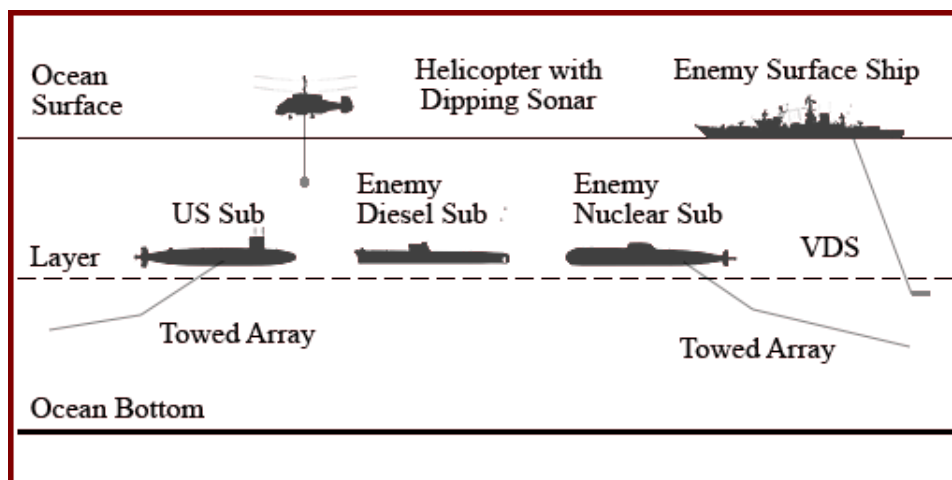 Ocean
Surface
Helicopter with
Dipping Sonar
Enemy Surface Ship
US Sub
Enemy
Diesel Sub
Enemy
Nuclear Sub
Layer
VDS
Towed Array
Towed Array
Ocean Bottom